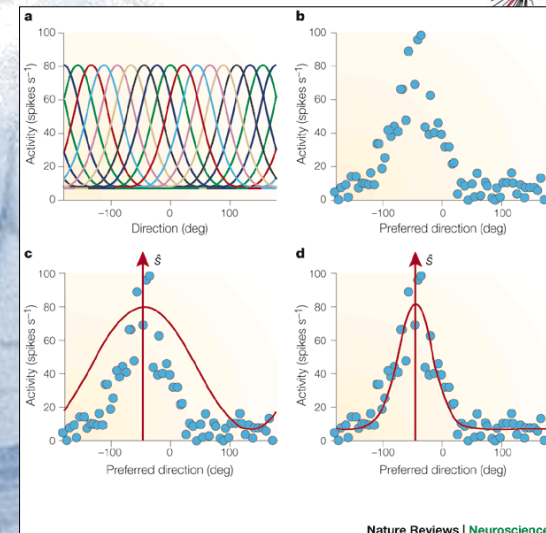 a
100
80
60
40
20
0
Activity (spikes s⁻¹)
−100 0 100
Direction (deg)
b
100
80
60
40
20
0
Activity (spikes s⁻¹)
−100 0 100
Preferred direction (deg)
c
ŝ
100
80
60
40
20
0
Activity (spikes s⁻¹)
−100 0 100
Preferred direction (deg)
d
ŝ
100
80
60
40
20
0
Activity (spikes s⁻¹)
−100 0 100
Preferred direction (deg)
Nature Reviews | Neuroscience